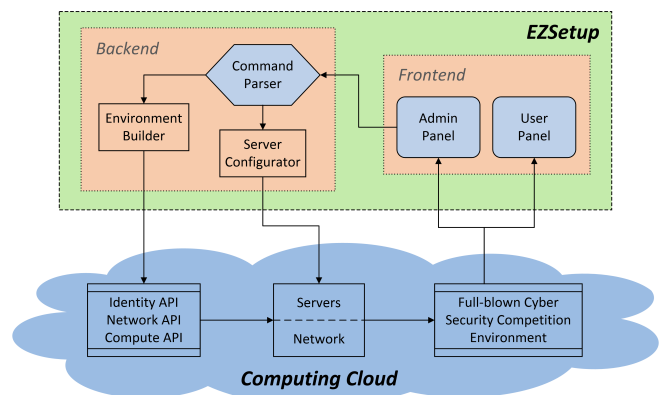 EZSetup
Backend
Command
Parser
Frontend
Environment
Builder
Server
Configurator
Admin
Panel
User
Panel
Identity API
Network API
Compute API
Servers
Network
Full-blown Cyber
Security Competition
Environment
Computing Cloud